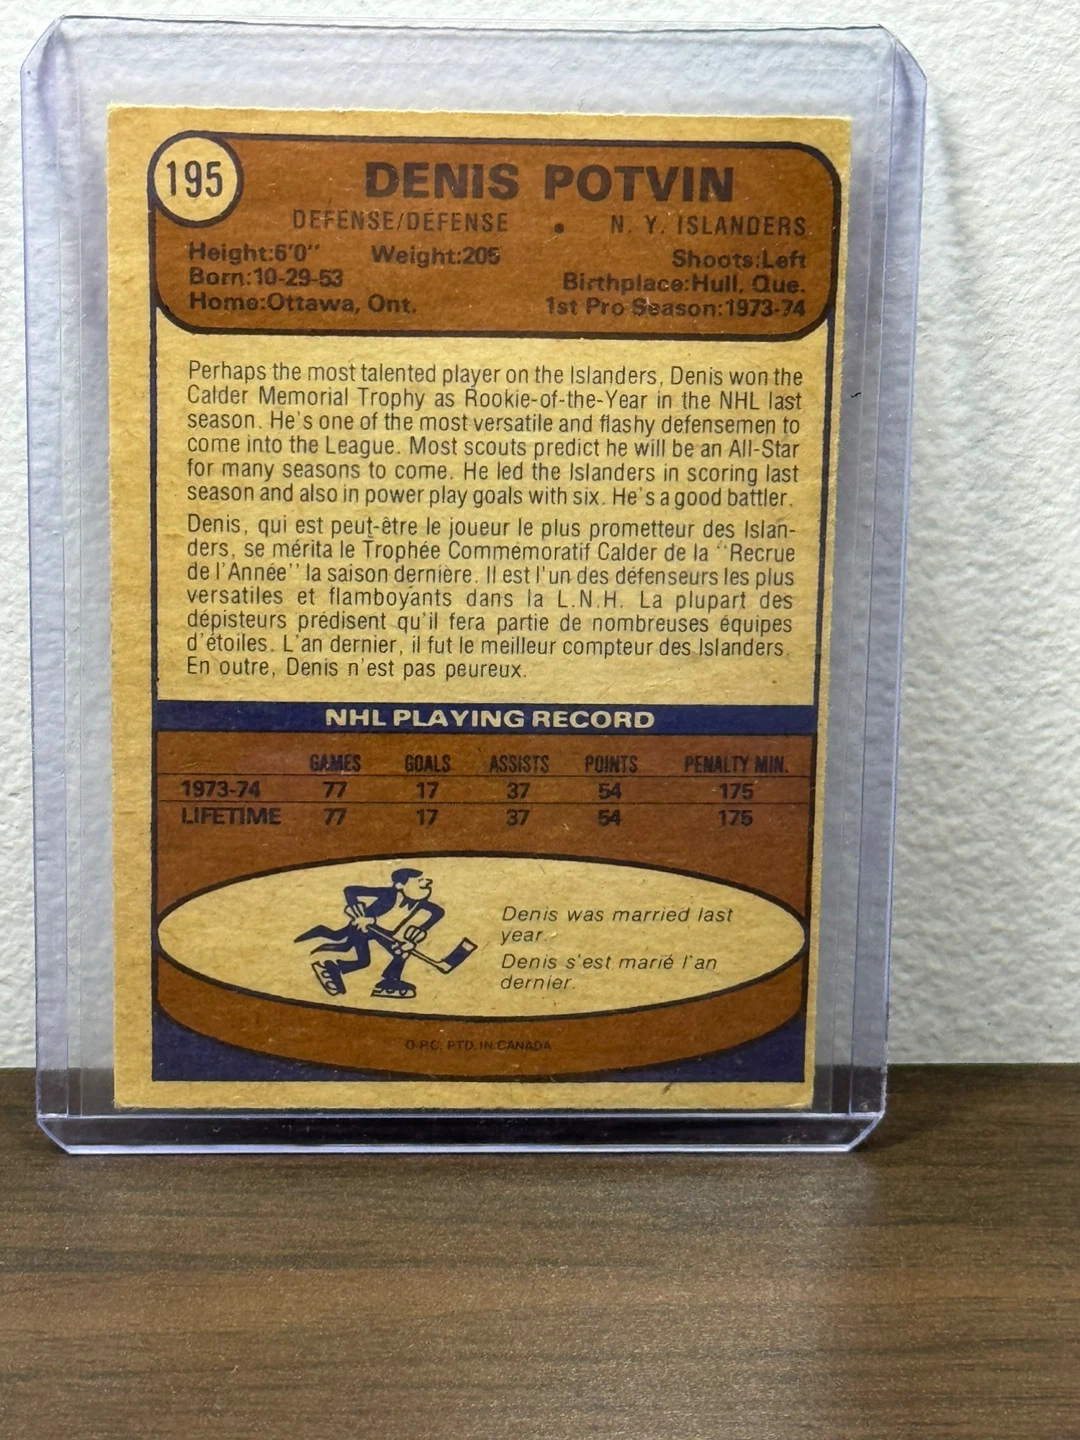 195
DENIS POTVIN
DEFENSE/DÉFENSE • N. Y. ISLANDERS
Height:6'0" Weight:205 Shoots:Left
Born:10-29-53 Birthplace:Hull, Que.
Home:Ottawa, Ont. 1st Pro Season:1973-74
Perhaps the most talented player on the Islanders, Denis won the
Calder Memorial Trophy as Rookie-of-the-Year in the NHL last
season. He's one of the most versatile and flashy defensemen to
come into the League. Most scouts predict he will be an All-Star
for many seasons to come. He led the Islanders in scoring last
season and also in power play goals with six. He's a good battler.
Denis, qui est peut-être le joueur le plus prometteur des Islan-
ders, se mérita le Trophée Commémoratif Calder de la "Recrue
de l'Année" la saison dernière. Il est l'un des défenseurs les plus
versatiles et flamboyants dans la L.N.H. La plupart des
dépisteurs prédisent qu'il fera partie de nombreuses équipes
d'étoiles. L'an dernier, il fut le meilleur compteur des Islanders.
En outre, Denis n'est pas peureux.
NHL PLAYING RECORD
GAMES GOALS ASSISTS POINTS PENALTY MIN.
1973-74 77 17 37 54 175
LIFETIME 77 17 37 54 175
Denis was married last
year.
Denis s'est marié l'an
dernier.
O-P.C. PTD. IN CANADA